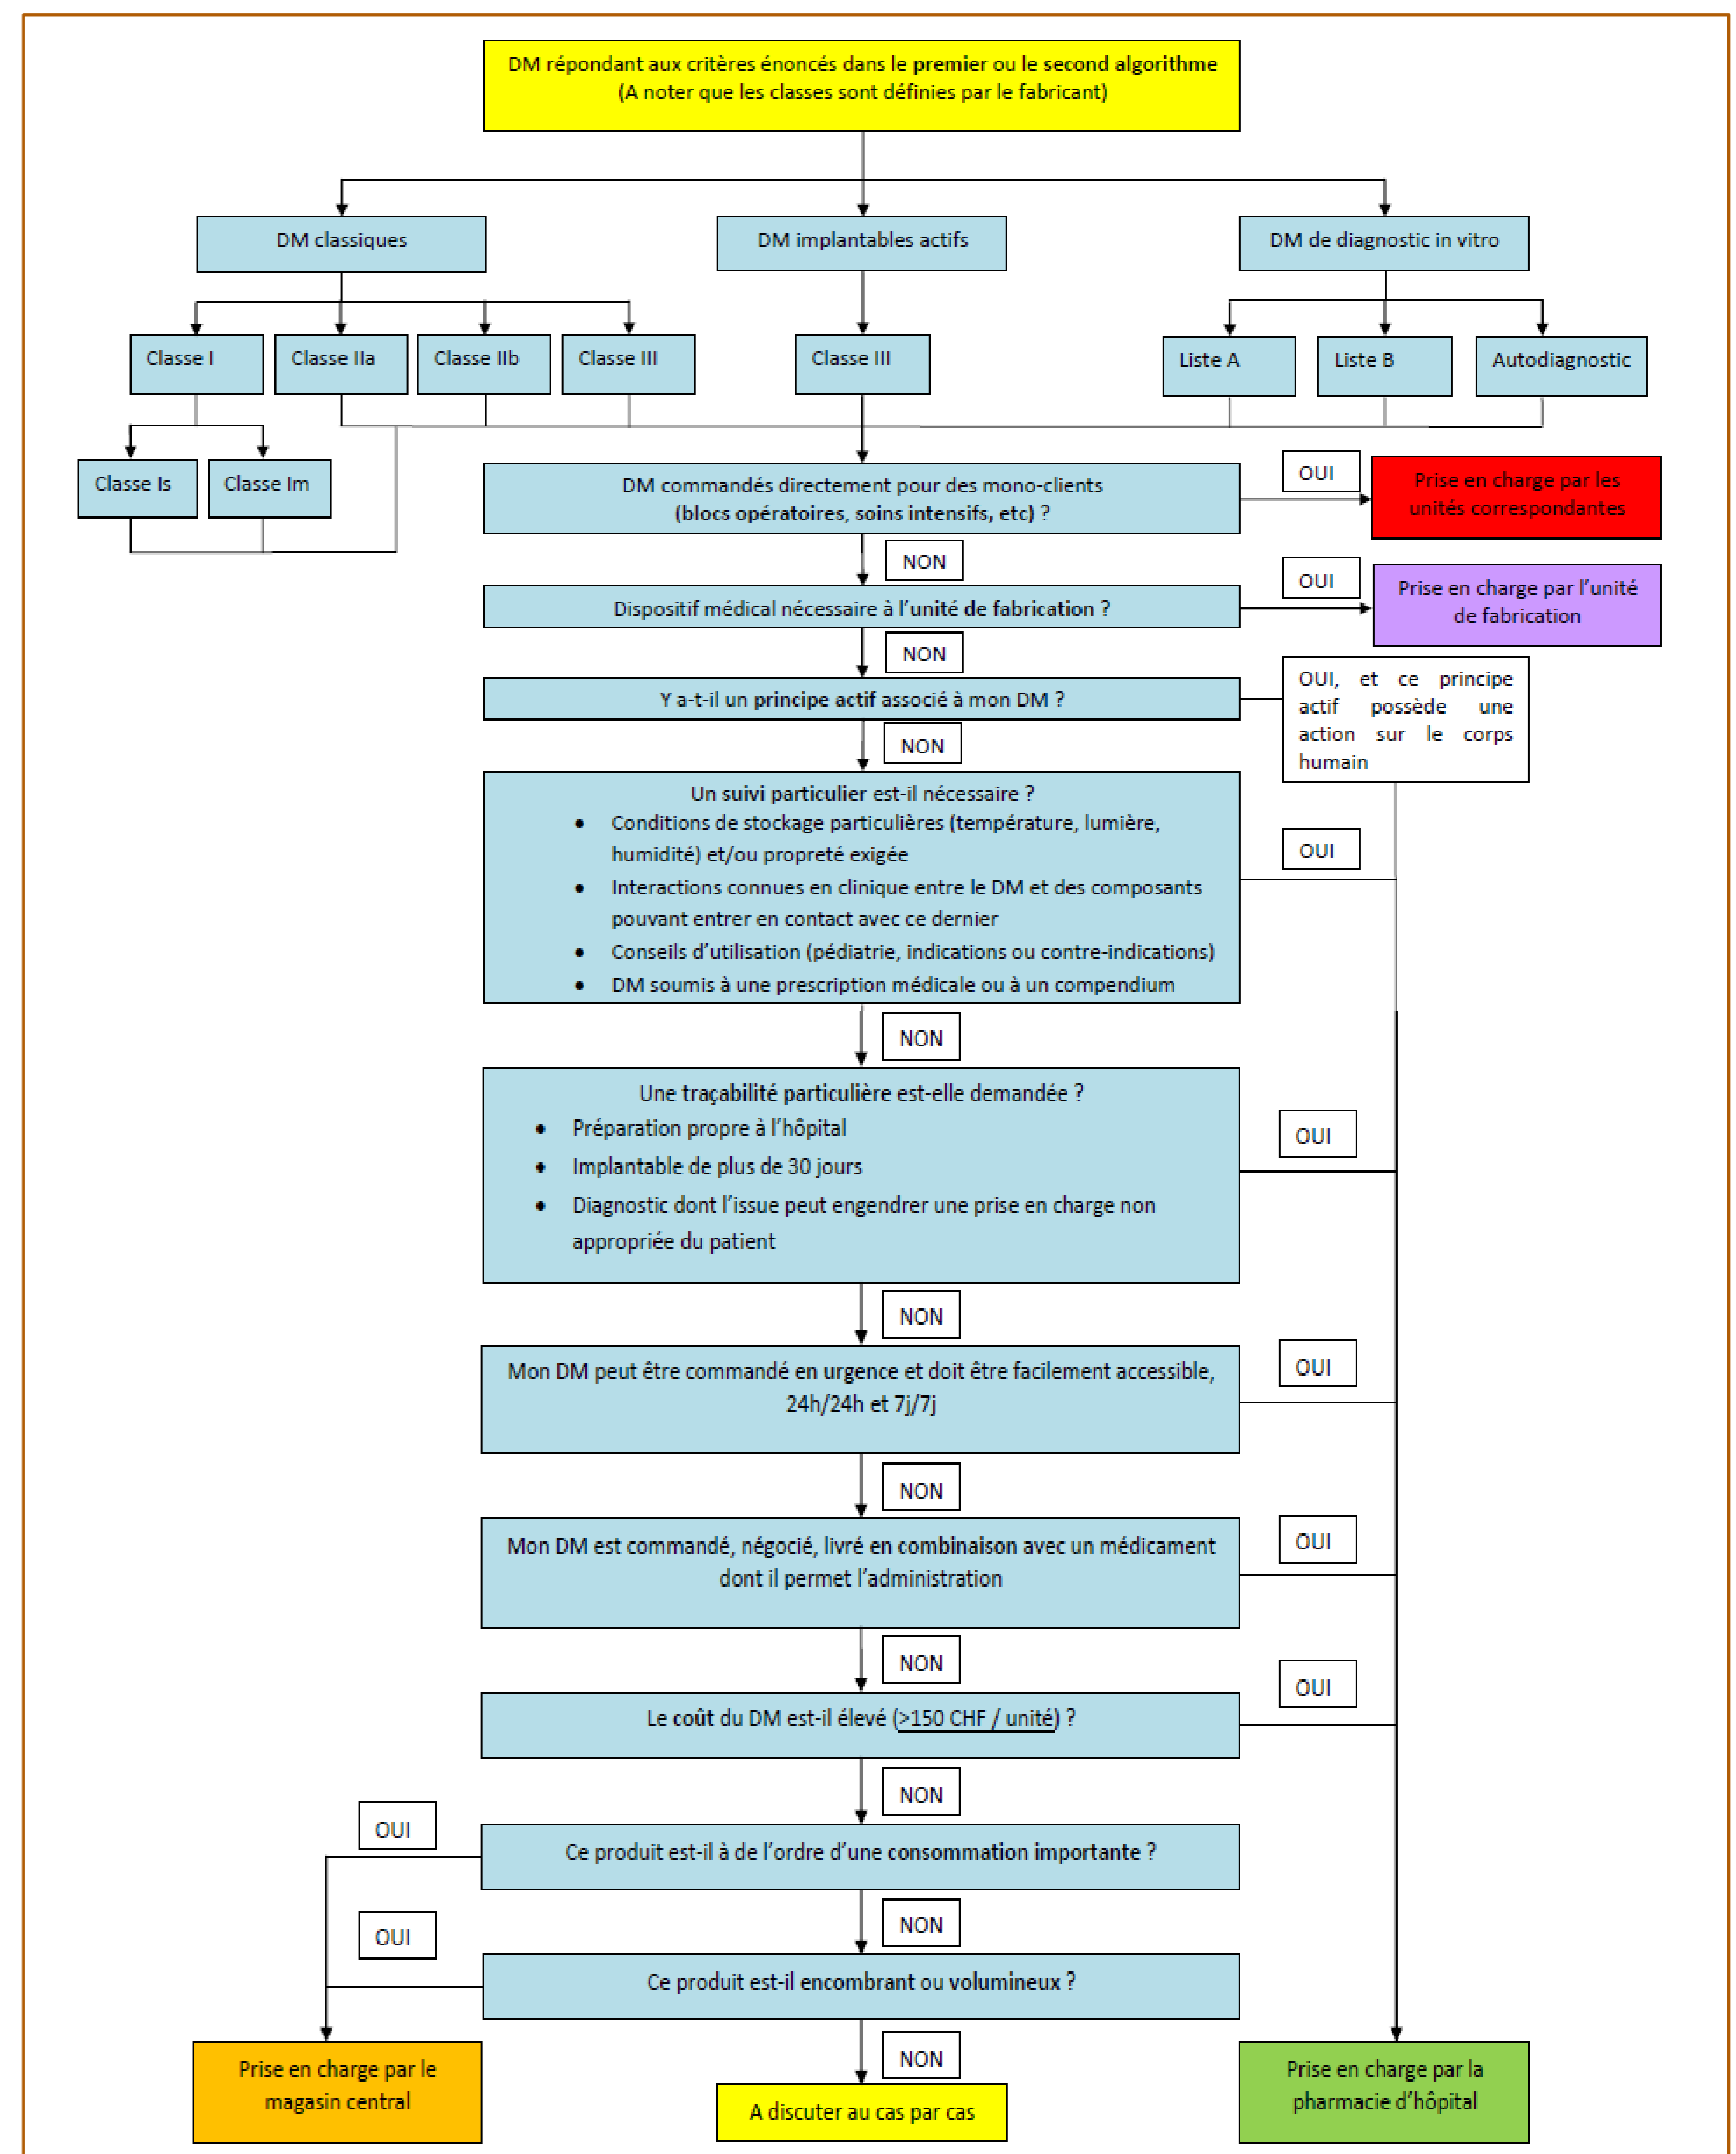 DM répondant aux critères énoncés dans le premier ou le second algorithme
(A noter que les classes sont définies par le fabricant)
DM classiques
DM implantables actifs
DM de diagnostic in vitro
Classe I
Classe IIa
Classe IIb
Classe III
Classe III
Liste A
Liste B
Autodiagnostic
Classe Is
Classe Im
DM commandés directement pour des mono-clients
(blocs opératoires, soins intensifs, etc) ?
OUI
Prise en charge par les
unités correspondantes
NON
Dispositif médical nécessaire à l'unité de fabrication ?
OUI
Prise en charge par l'unité
de fabrication
NON
Y a-t-il un principe actif associé à mon DM ?
OUI, et ce principe
actif possède une
action sur le corps
humain
NON
Un suivi particulier est-il nécessaire ?
• Conditions de stockage particulières (température, lumière,
humidité) et/ou propreté exigée
• Interactions connues en clinique entre le DM et des composants
pouvant entrer en contact avec ce dernier
• Conseils d'utilisation (pédiatrie, indications ou contre-indications)
• DM soumis à une prescription médicale ou à un compendium
OUI
NON
Une traçabilité particulière est-elle demandée ?
• Préparation propre à l'hôpital
• Implantable de plus de 30 jours
• Diagnostic dont l'issue peut engendrer une prise en charge non
appropriée du patient
OUI
NON
Mon DM peut être commandé en urgence et doit être facilement accessible,
24h/24h et 7j/7j
OUI
NON
Mon DM est commandé, négocié, livré en combinaison avec un médicament
dont il permet l'administration
OUI
NON
Le coût du DM est-il élevé (>150 CHF / unité) ?
OUI
NON
OUI
Ce produit est-il à de l'ordre d'une consommation importante ?
NON
OUI
Ce produit est-il encombrant ou volumineux ?
NON
Prise en charge par le
magasin central
A discuter au cas par cas
Prise en charge par la
pharmacie d'hôpital